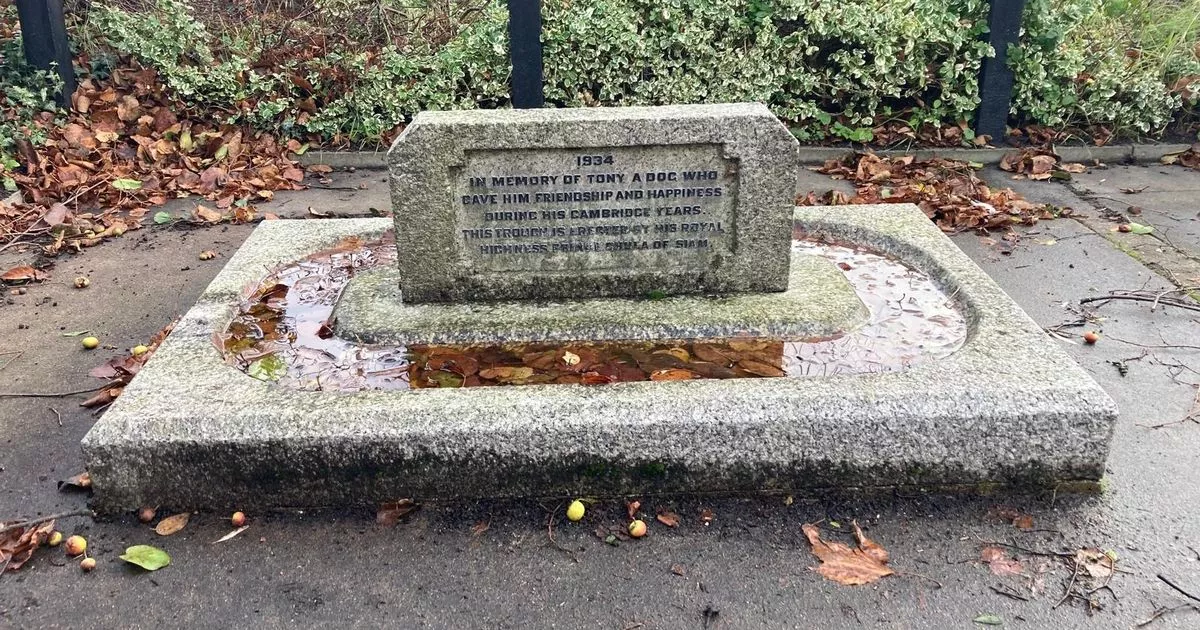 1934
IN MEMORY OF TONY A DOG WHO
GAVE HIM FRIENDSHIP AND HAPPINESS
DURING HIS CAMBRIDGE YEARS.
THIS TROUGH IS ERECTED BY HIS ROYAL
HIGHNESS PRINCE CHULA OF SIAM.